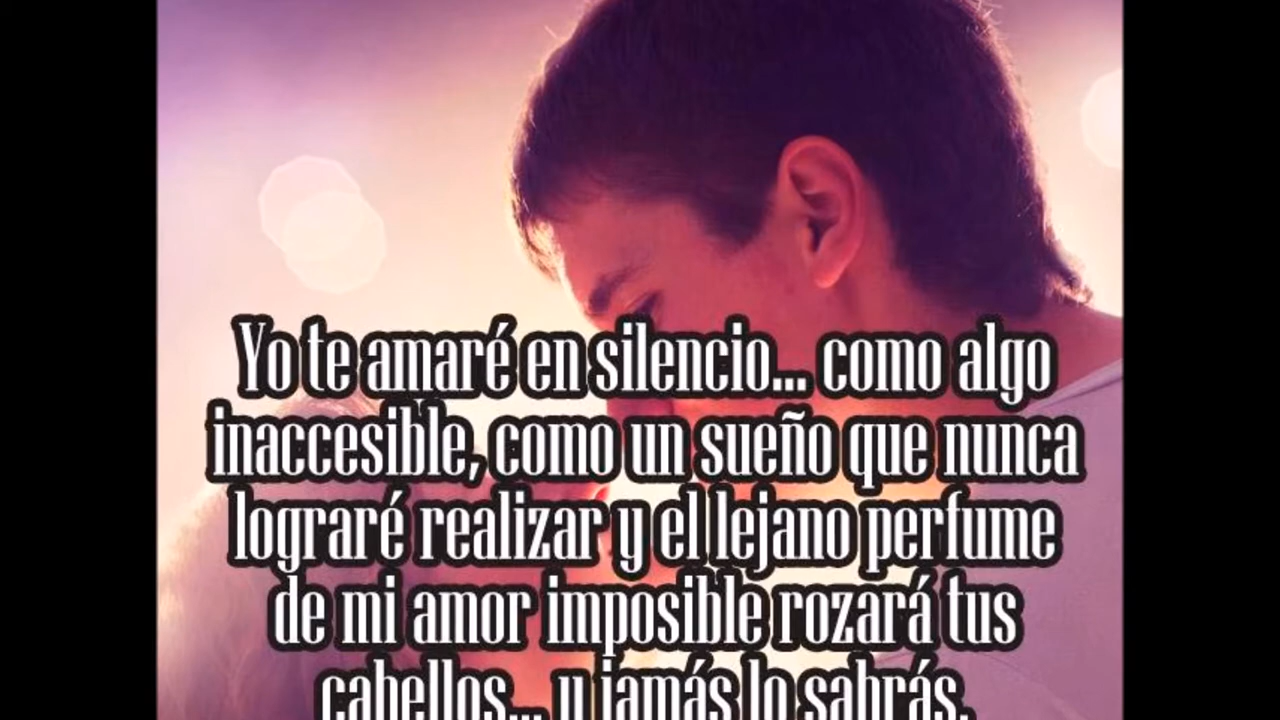 Yo te amaré en silencio... como algo
inaccesible, como un sueño que nunca
lograré realizar y el lejano perfume
de mi amor imposible rozará tus
cabellos... y jamás lo sabrás.